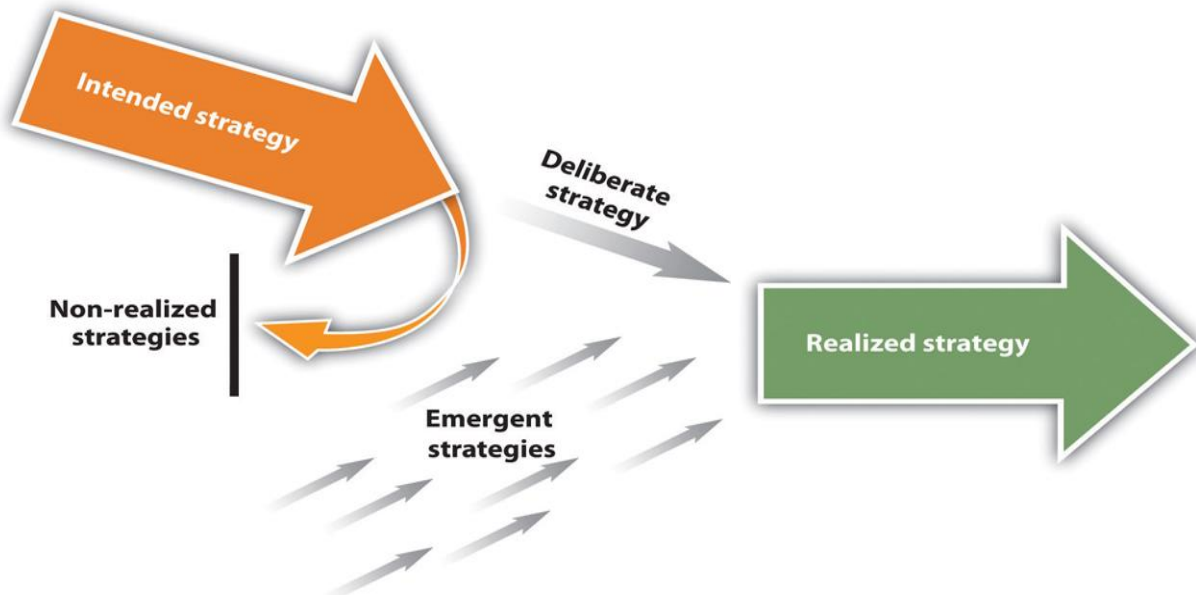 Intended strategy
Deliberate
strategy
Non-realized
strategies
Realized strategy
Emergent
strategies